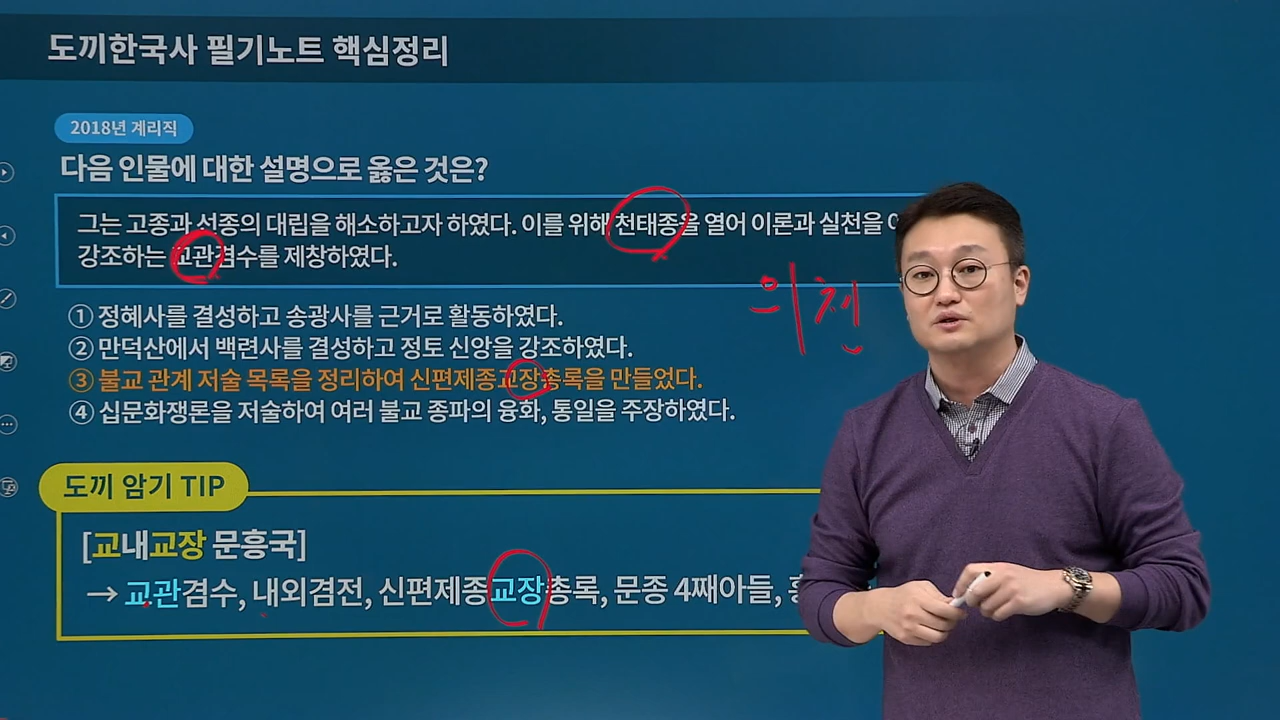 도끼한국사 필기노트 핵심정리
2018년 계리직
다음 인물에 대한 설명으로 옳은 것은?
그는 고종과 선종의 대립을 해소하고자 하였다. 이를 위해 천태종을 열어 이론과 실천을
강조하는 교관겸수를 제창하였다.
의천
① 정혜사를 결성하고 송광사를 근거로 활동하였다.
② 만덕산에서 백련사를 결성하고 정토 신앙을 강조하였다.
③ 불교 관계 저술 목록을 정리하여 신편제종교장총록을 만들었다.
④ 십문화쟁론을 저술하여 여러 불교 종파의 융화, 통일을 주장하였다.
도끼 암기 TIP
[교내교장 문흥국]
→ 교관겸수, 내외겸전, 신편제종교장총록, 문종 4째아들,